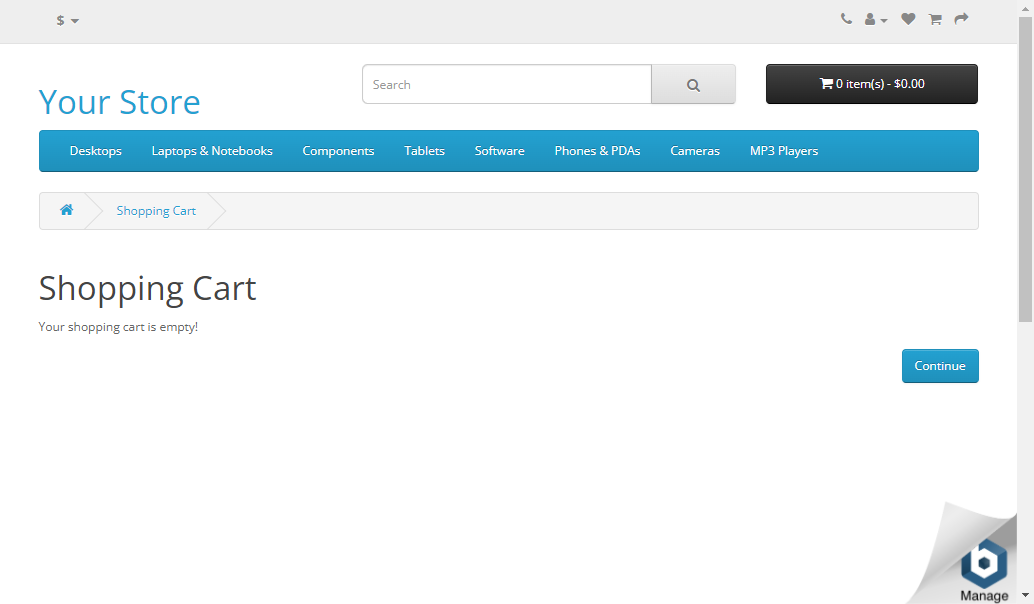 $
Your Store
Search
0 item(s) - $0.00
Desktops Laptops & Notebooks Components Tablets Software Phones & PDAs Cameras MP3 Players
Shopping Cart
Shopping Cart
Your shopping cart is empty!
Continue
b
Manage